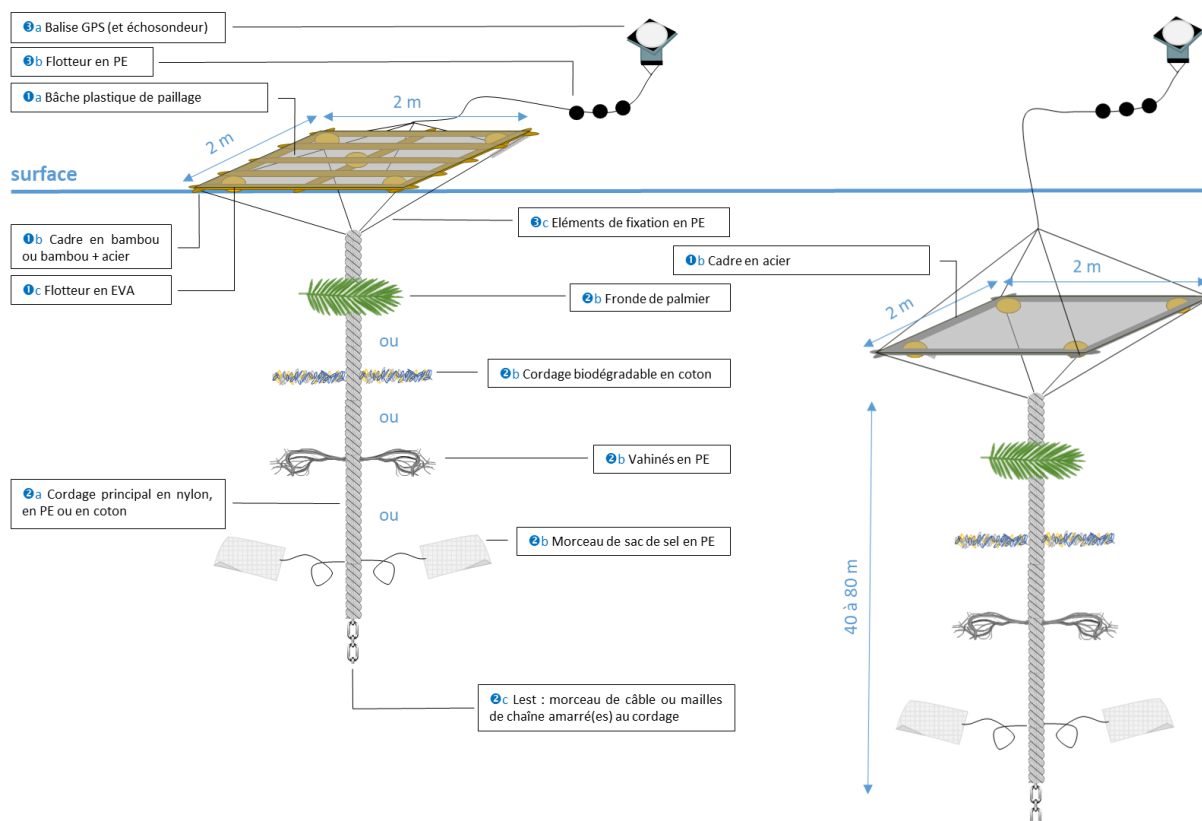 ❸a Balise GPS (et échosondeur)
❸b Flotteur en PE
❶a Bâche plastique de paillage
2 m
2 m
surface
❸c Eléments de fixation en PE
❶b Cadre en bambou
ou bambou + acier
❶c Flotteur en EVA
❶b Cadre en acier
2 m
2 m
❷b Fronde de palmier
ou
❷b Cordage biodégradable en coton
ou
❷b Vahinés en PE
❷a Cordage principal en nylon,
en PE ou en coton
ou
❷b Morceau de sac de sel en PE
40 à 80 m
❷c Lest : morceau de câble ou mailles
de chaîne amarré(es) au cordage